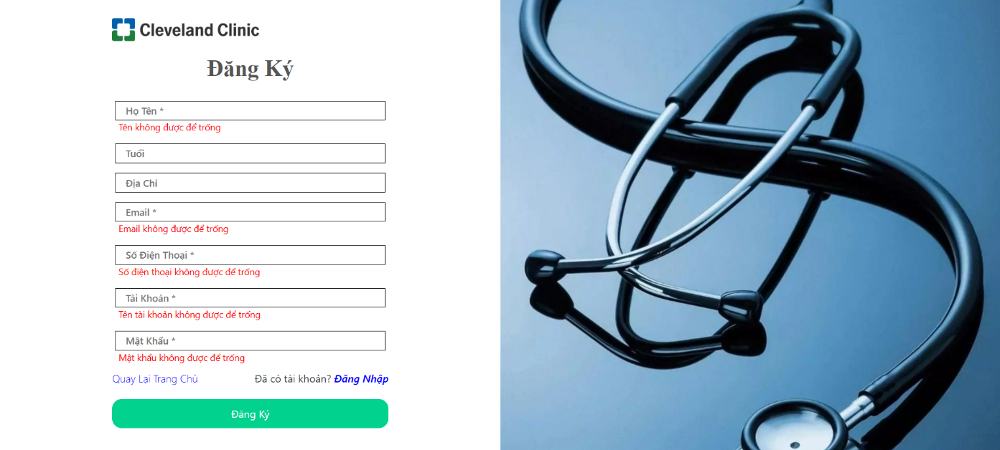 Cleveland Clinic
Đăng Ký
Họ Tên *
Tên không được để trống
Tuổi
Địa Chỉ
Email *
Email không được để trống
Số Điện Thoại *
Số điện thoại không được để trống
Tài Khoản *
Tên tài khoản không được để trống
Mật Khẩu *
Mật khẩu không được để trống
Quay Lại Trang Chủ Đã có tài khoản? Đăng Nhập
Đăng Ký